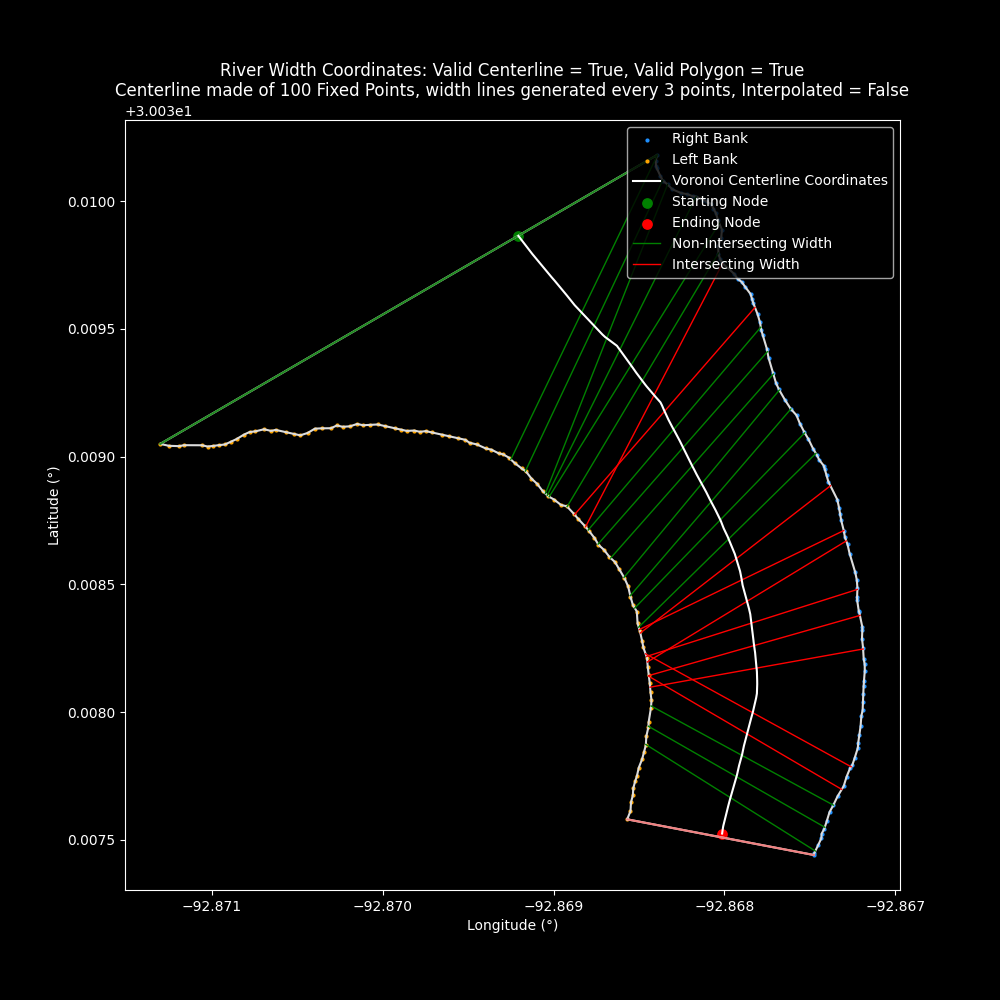 River Width Coordinates: Valid Centerline = True, Valid Polygon = True
Centerline made of 100 Fixed Points, width lines generated every 3 points, Interpolated = False
+3.003e1
Right Bank
Left Bank
Voronoi Centerline Coordinates
Starting Node
Ending Node
Non-Intersecting Width
Intersecting Width
0.0100
0.0095
0.0090
0.0085
0.0080
0.0075
Latitude (°)
−92.871
−92.870
−92.869
−92.868
−92.867
Longitude (°)